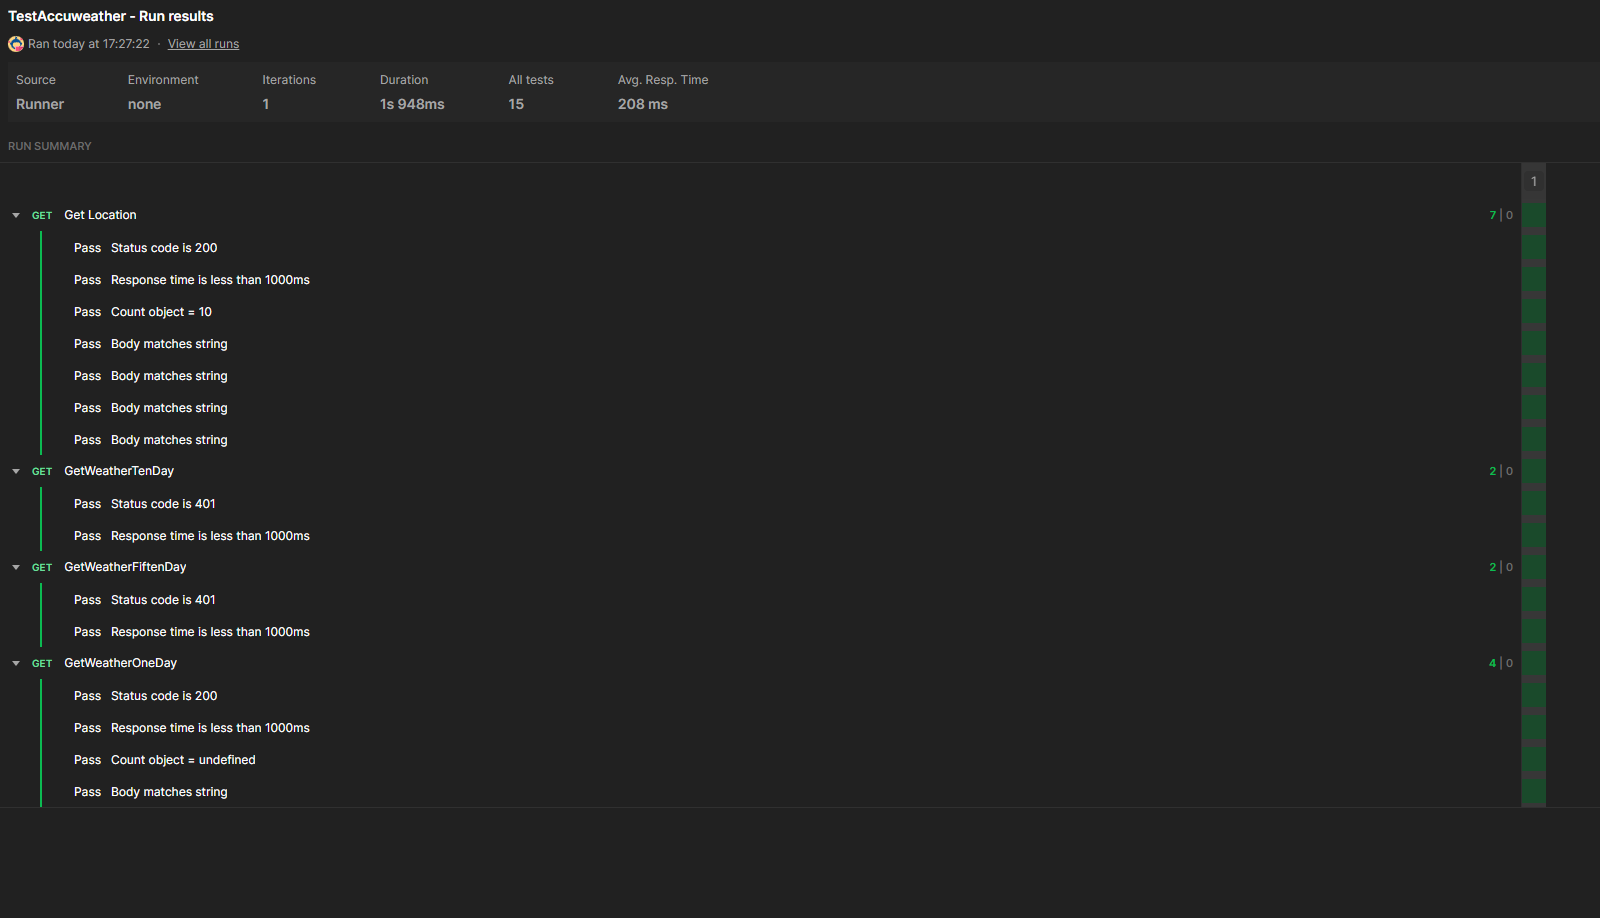 TestAccuweather - Run results
Ran today at 17:27:22 · View all runs
Source Environment Iterations Duration All tests Avg. Resp. Time
Runner none 1 1s 948ms 15 208 ms
RUN SUMMARY
1
GET Get Location 7 | 0
Pass Status code is 200
Pass Response time is less than 1000ms
Pass Count object = 10
Pass Body matches string
Pass Body matches string
Pass Body matches string
Pass Body matches string
GET GetWeatherTenDay 2 | 0
Pass Status code is 401
Pass Response time is less than 1000ms
GET GetWeatherFiftenDay 2 | 0
Pass Status code is 401
Pass Response time is less than 1000ms
GET GetWeatherOneDay 4 | 0
Pass Status code is 200
Pass Response time is less than 1000ms
Pass Count object = undefined
Pass Body matches string